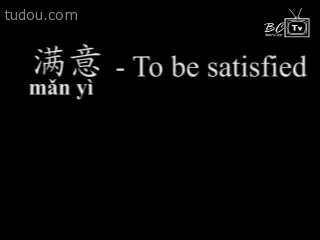 tudou.com
BC
TV
满意 - To be satisfied
mǎn yì